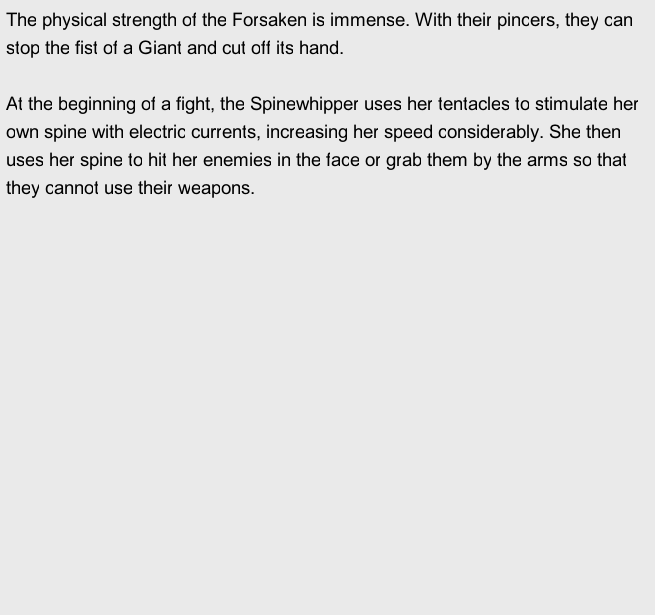 The physical strength of the Forsaken is immense. With their pincers, they can
stop the fist of a Giant and cut off its hand.
At the beginning of a fight, the Spinewhipper uses her tentacles to stimulate her
own spine with electric currents, increasing her speed considerably. She then
uses her spine to hit her enemies in the face or grab them by the arms so that
they cannot use their weapons.